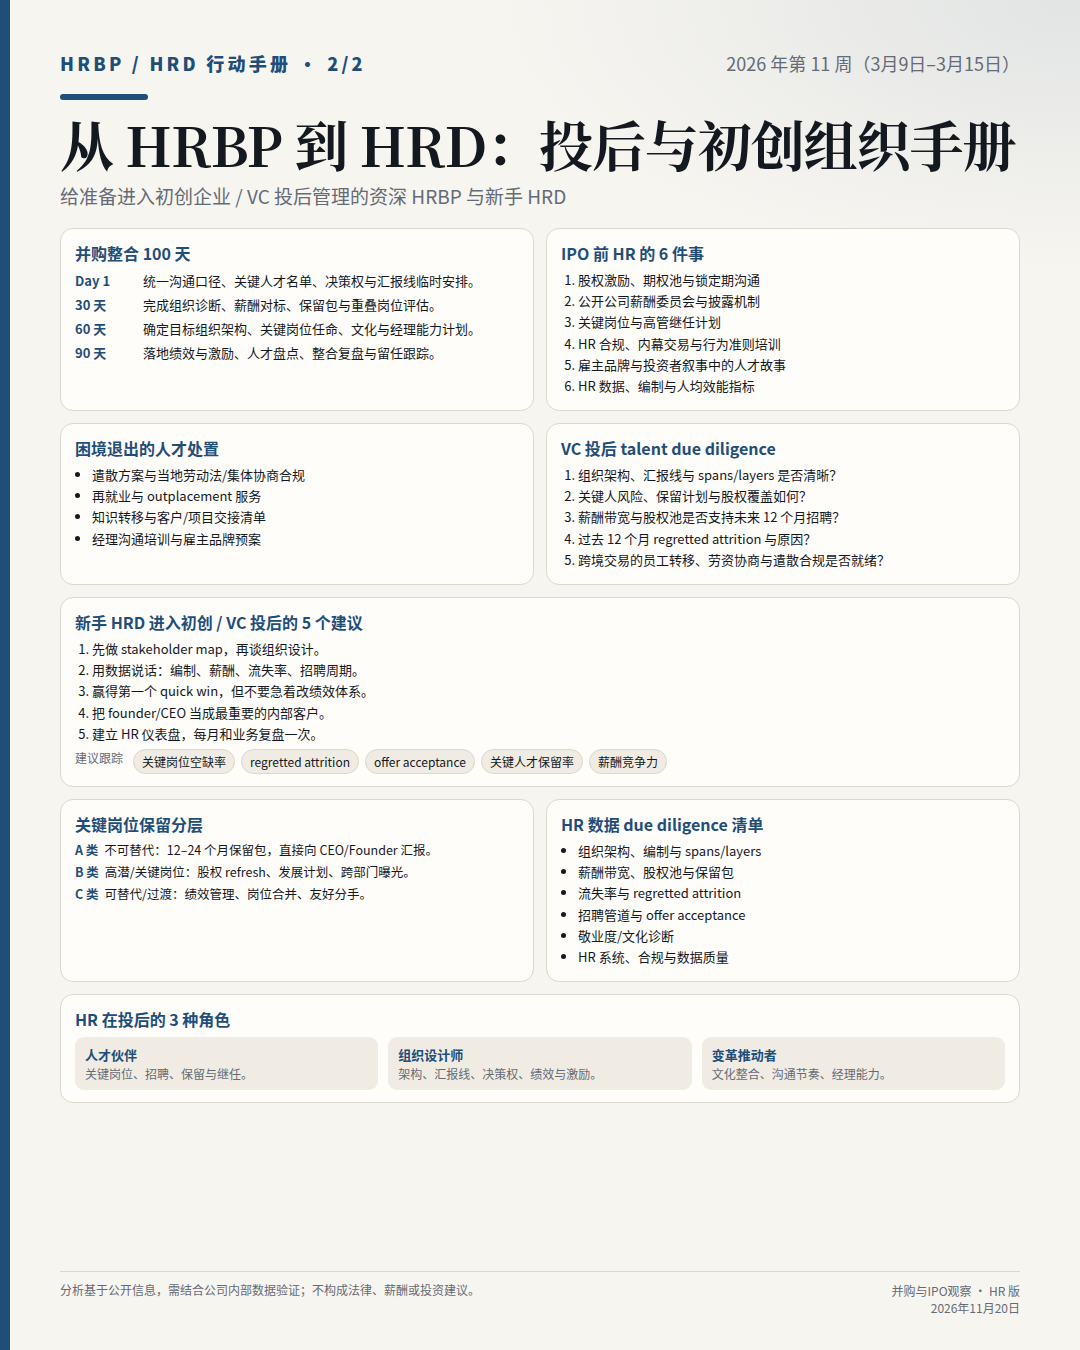 HRBP / HRD 行动手册 · 2/2
2026 年第 11 周（3月9日–3月15日）
从 HRBP 到 HRD：投后与初创组织手册
给准备进入初创企业 / VC 投后管理的资深 HRBP 与新手 HRD
并购整合 100 天
Day 1 统一沟通口径、关键人才名单、决策权与汇报线临时安排。
30 天 完成组织诊断、薪酬对标、保留包与重叠岗位评估。
60 天 确定目标组织架构、关键岗位任命、文化与经理能力计划。
90 天 落地绩效与激励、人才盘点、整合复盘与留任跟踪。
IPO 前 HR 的 6 件事
1. 股权激励、期权池与锁定期沟通
2. 公开公司薪酬委员会与披露机制
3. 关键岗位与高管继任计划
4. HR 合规、内幕交易与行为准则培训
5. 雇主品牌与投资者叙事中的人才故事
6. HR 数据、编制与人均效能指标
困境退出的人才处置
• 遣散方案与当地劳动法/集体协商合规
• 再就业与 outplacement 服务
• 知识转移与客户/项目交接清单
• 经理沟通培训与雇主品牌预案
VC 投后 talent due diligence
1. 组织架构、汇报线与 spans/layers 是否清晰？
2. 关键人风险、保留计划与股权覆盖如何？
3. 薪酬带宽与股权池是否支持未来 12 个月招聘？
4. 过去 12 个月 regretted attrition 与原因？
5. 跨境交易的员工转移、劳资协商与遣散合规是否就绪？
新手 HRD 进入初创 / VC 投后的 5 个建议
1. 先做 stakeholder map，再谈组织设计。
2. 用数据说话：编制、薪酬、流失率、招聘周期。
3. 赢得第一个 quick win，但不要急着改绩效体系。
4. 把 founder/CEO 当成最重要的内部客户。
5. 建立 HR 仪表盘，每月和业务复盘一次。
建议跟踪 关键岗位空缺率 regretted attrition offer acceptance 关键人才保留率 薪酬竞争力
关键岗位保留分层
A 类 不可替代：12–24 个月保留包，直接向 CEO/Founder 汇报。
B 类 高潜/关键岗位：股权 refresh、发展计划、跨部门曝光。
C 类 可替代/过渡：绩效管理、岗位合并、友好分手。
HR 数据 due diligence 清单
• 组织架构、编制与 spans/layers
• 薪酬带宽、股权池与保留包
• 流失率与 regretted attrition
• 招聘管道与 offer acceptance
• 敬业度/文化诊断
• HR 系统、合规与数据质量
HR 在投后的 3 种角色
人才伙伴
关键岗位、招聘、保留与继任。
组织设计师
架构、汇报线、决策权、绩效与激励。
变革推动者
文化整合、沟通节奏、经理能力。
分析基于公开信息，需结合公司内部数据验证；不构成法律、薪酬或投资建议。
并购与IPO观察 · HR 版
2026年11月20日